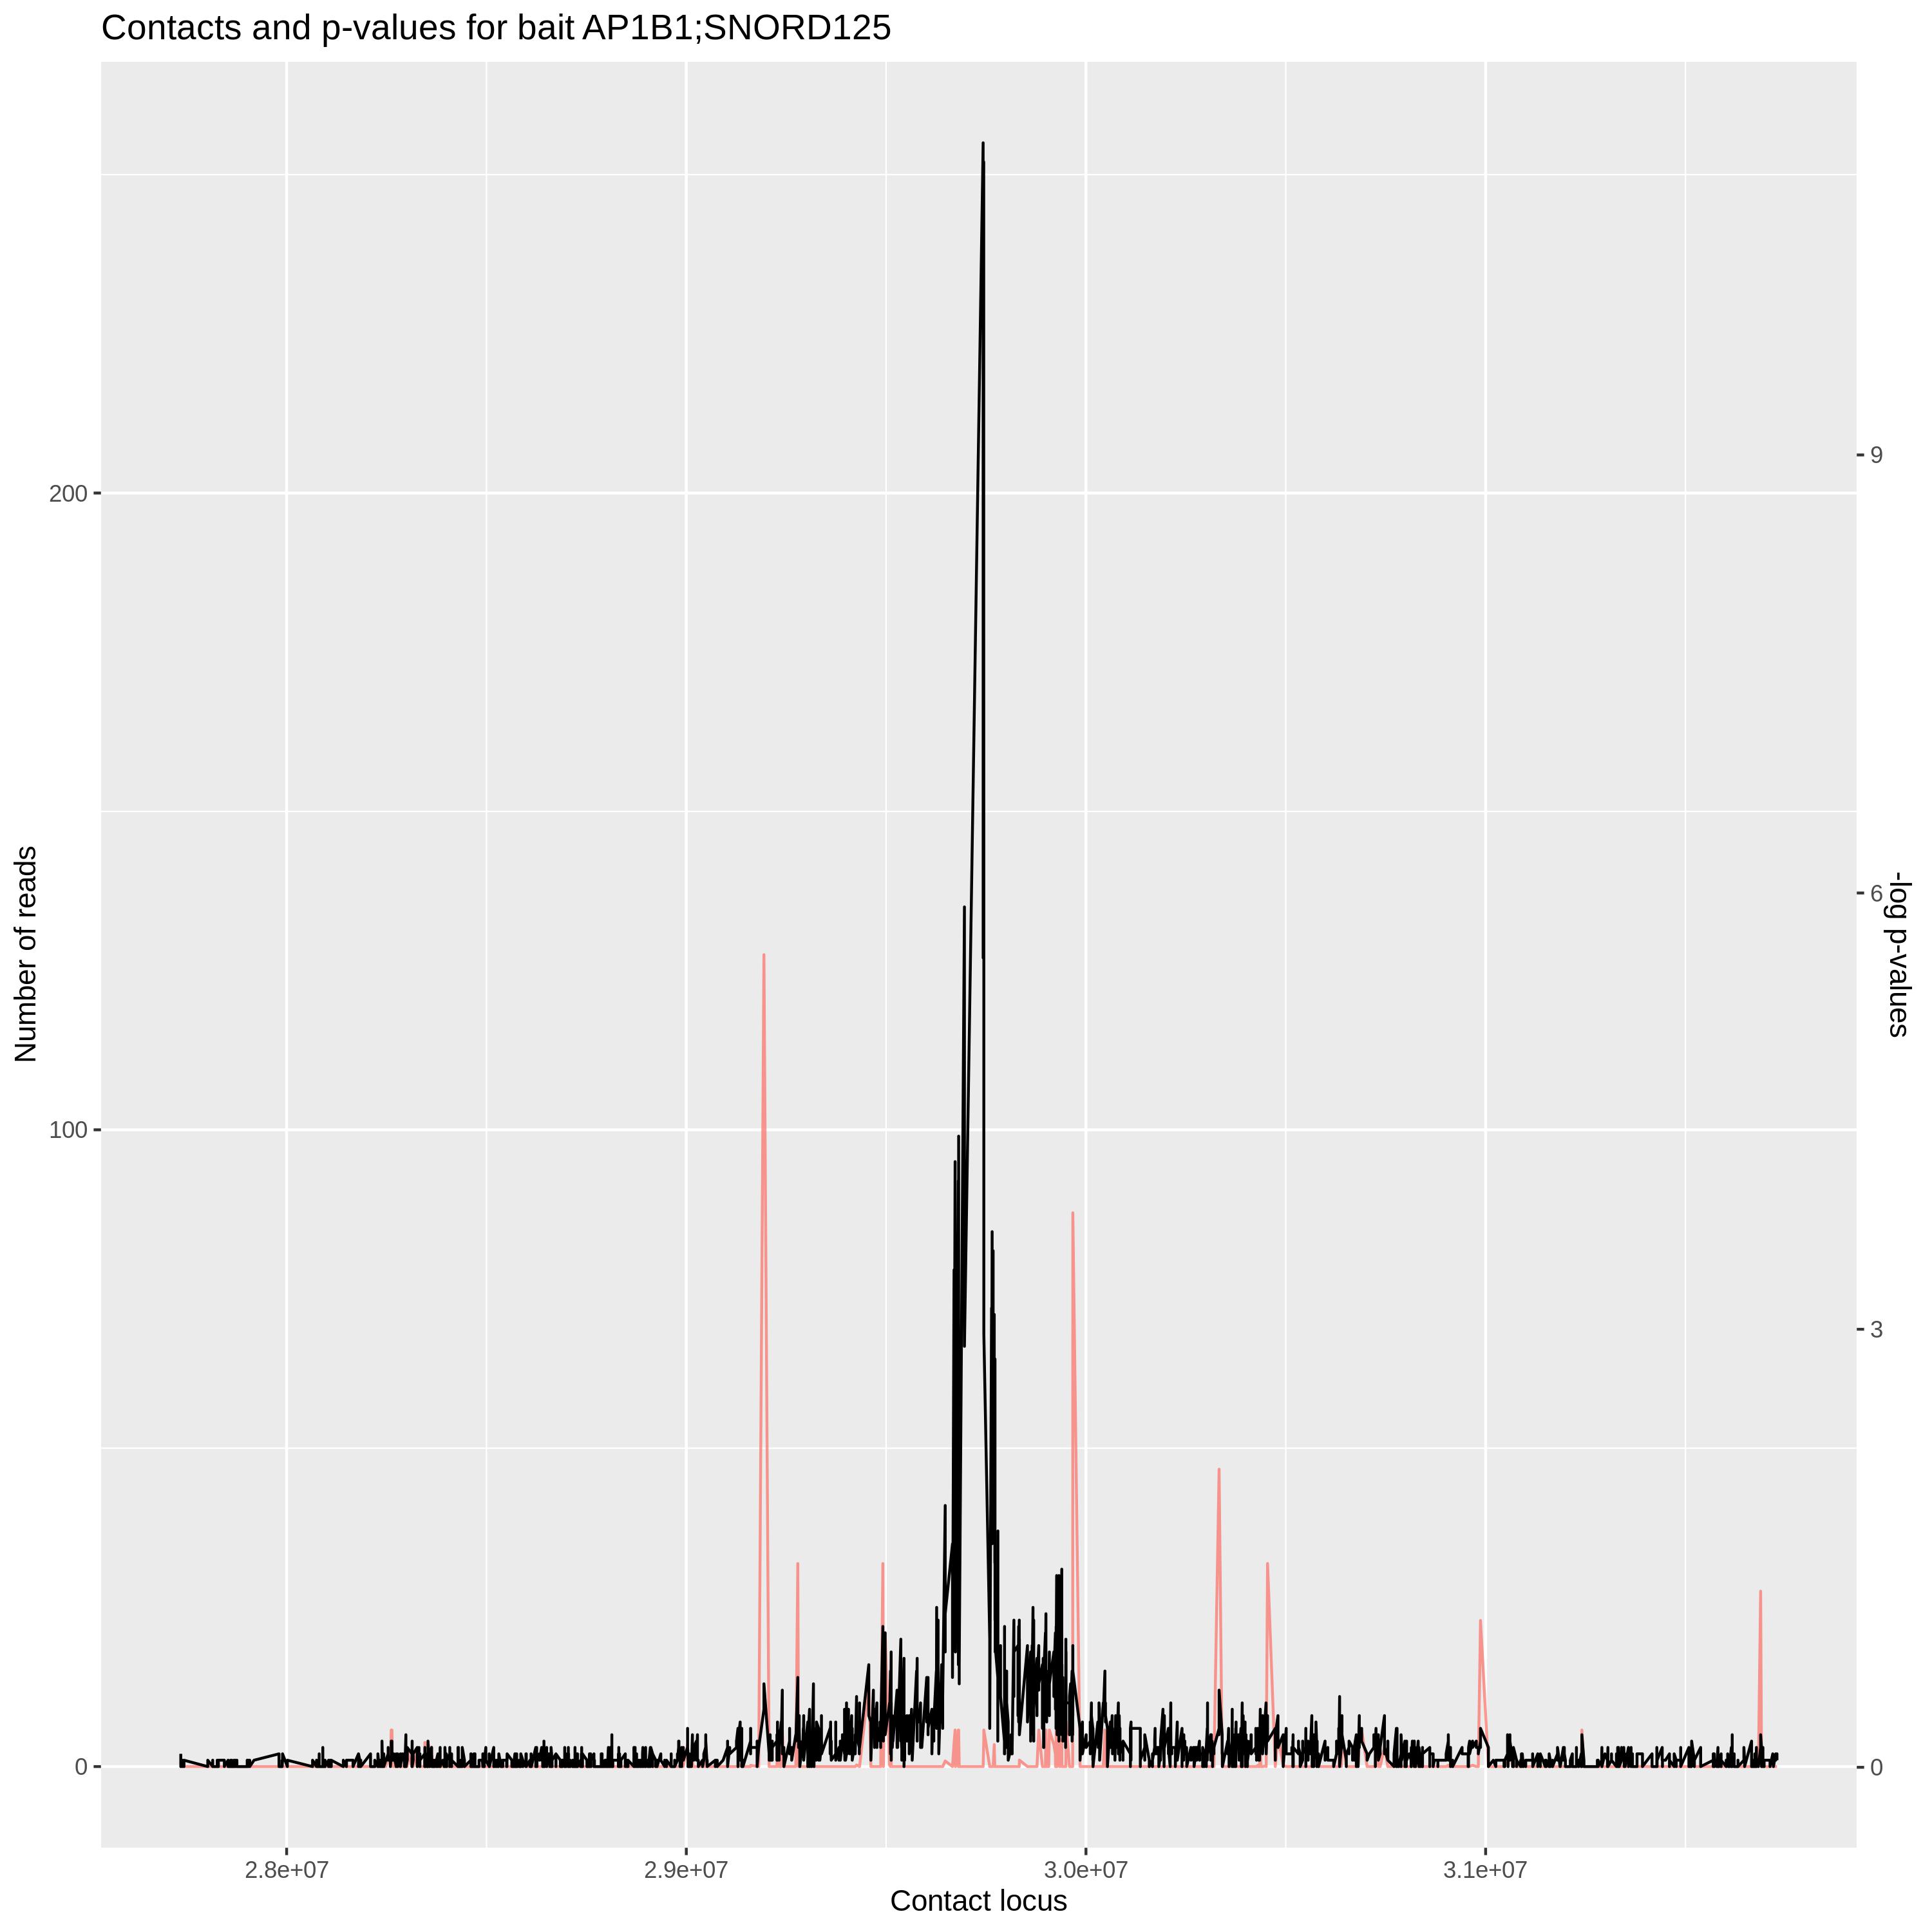 Contacts and p-values for bait AP1B1;SNORD125
Number of reads
200
100
0
9
6
3
0
-log p-values
2.8e+07
2.9e+07
3.0e+07
3.1e+07
Contact locus